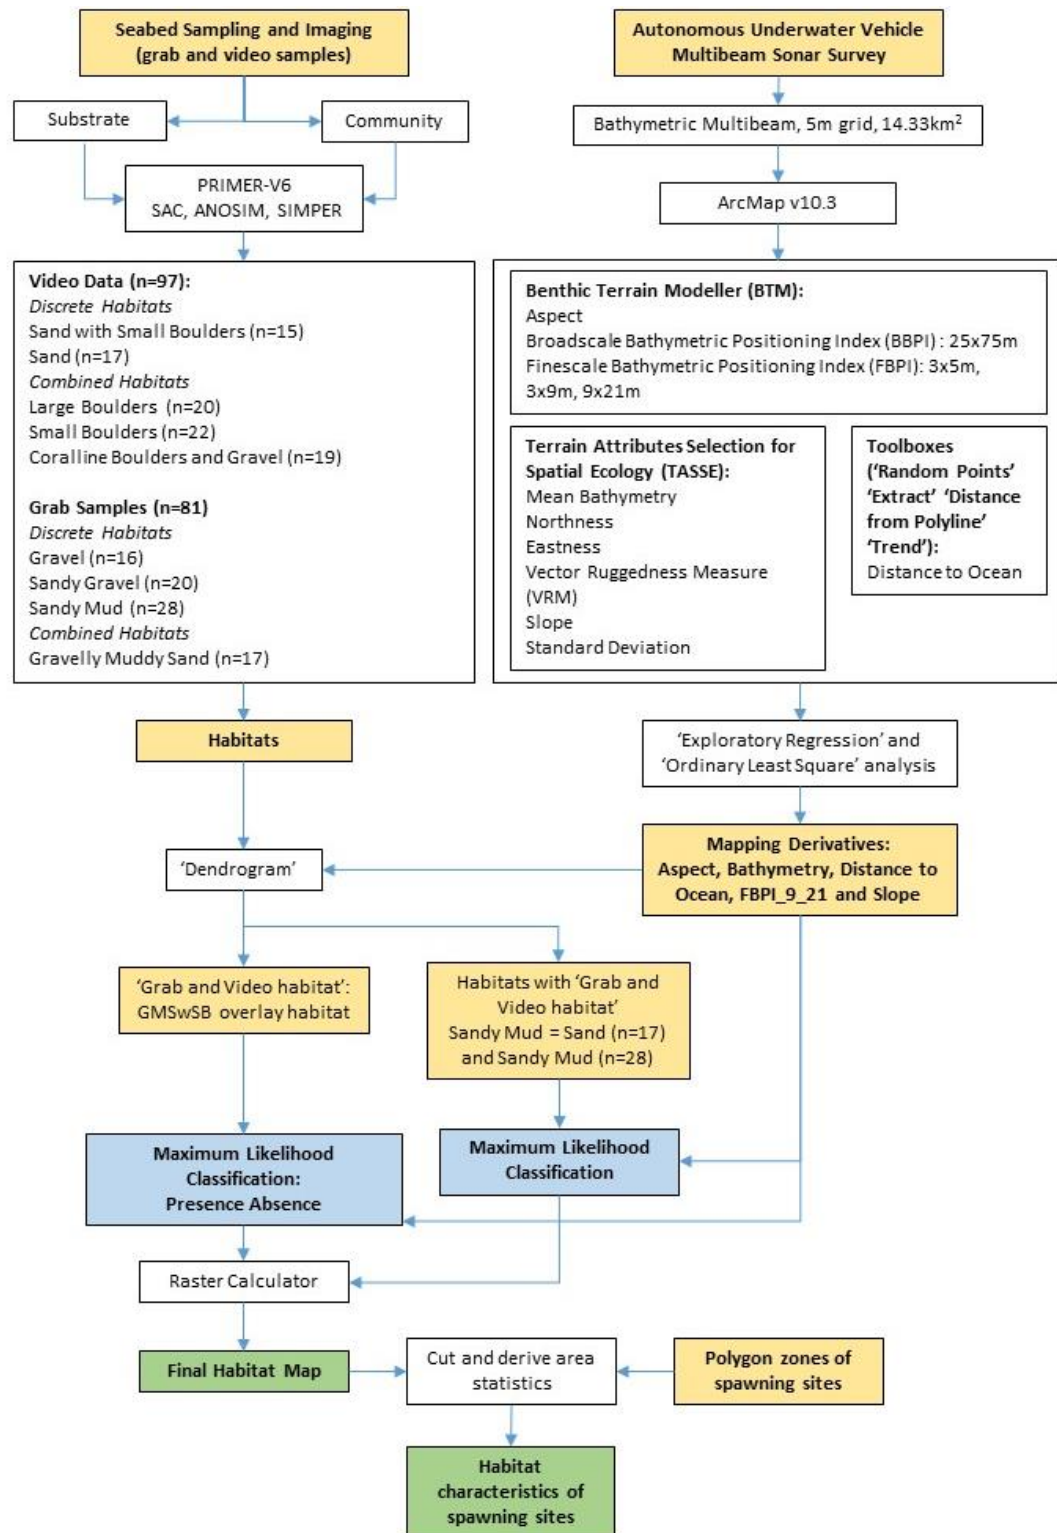 Seabed Sampling and Imaging
(grab and video samples)
Autonomous Underwater Vehicle
Multibeam Sonar Survey
Substrate
Community
Bathymetric Multibeam, 5m grid, 14.33km²
PRIMER-V6
SAC, ANOSIM, SIMPER
ArcMap v10.3
Video Data (n=97):
Discrete Habitats
Sand with Small Boulders (n=15)
Sand (n=17)
Combined Habitats
Large Boulders (n=20)
Small Boulders (n=22)
Coralline Boulders and Gravel (n=19)
Grab Samples (n=81)
Discrete Habitats
Gravel (n=16)
Sandy Gravel (n=20)
Sandy Mud (n=28)
Combined Habitats
Gravelly Muddy Sand (n=17)
Benthic Terrain Modeller (BTM):
Aspect
Broadscale Bathymetric Positioning Index (BBPI) : 25x75m
Finescale Bathymetric Positioning Index (FBPI): 3x5m,
3x9m, 9x21m
Terrain Attributes Selection for
Spatial Ecology (TASSE):
Mean Bathymetry
Northness
Eastness
Vector Ruggedness Measure
(VRM)
Slope
Standard Deviation
Toolboxes
(‘Random Points’
‘Extract’ ‘Distance
from Polyline’
‘Trend’):
Distance to Ocean
Habitats
‘Exploratory Regression’ and
‘Ordinary Least Square’ analysis
‘Dendrogram’
Mapping Derivatives:
Aspect, Bathymetry, Distance to
Ocean, FBPI_9_21 and Slope
‘Grab and Video habitat’:
GMSwSB overlay habitat
Habitats with ‘Grab and
Video habitat’
Sandy Mud = Sand (n=17)
and Sandy Mud (n=28)
Maximum Likelihood
Classification:
Presence Absence
Maximum Likelihood
Classification
Raster Calculator
Final Habitat Map
Cut and derive area
statistics
Polygon zones of
spawning sites
Habitat
characteristics of
spawning sites